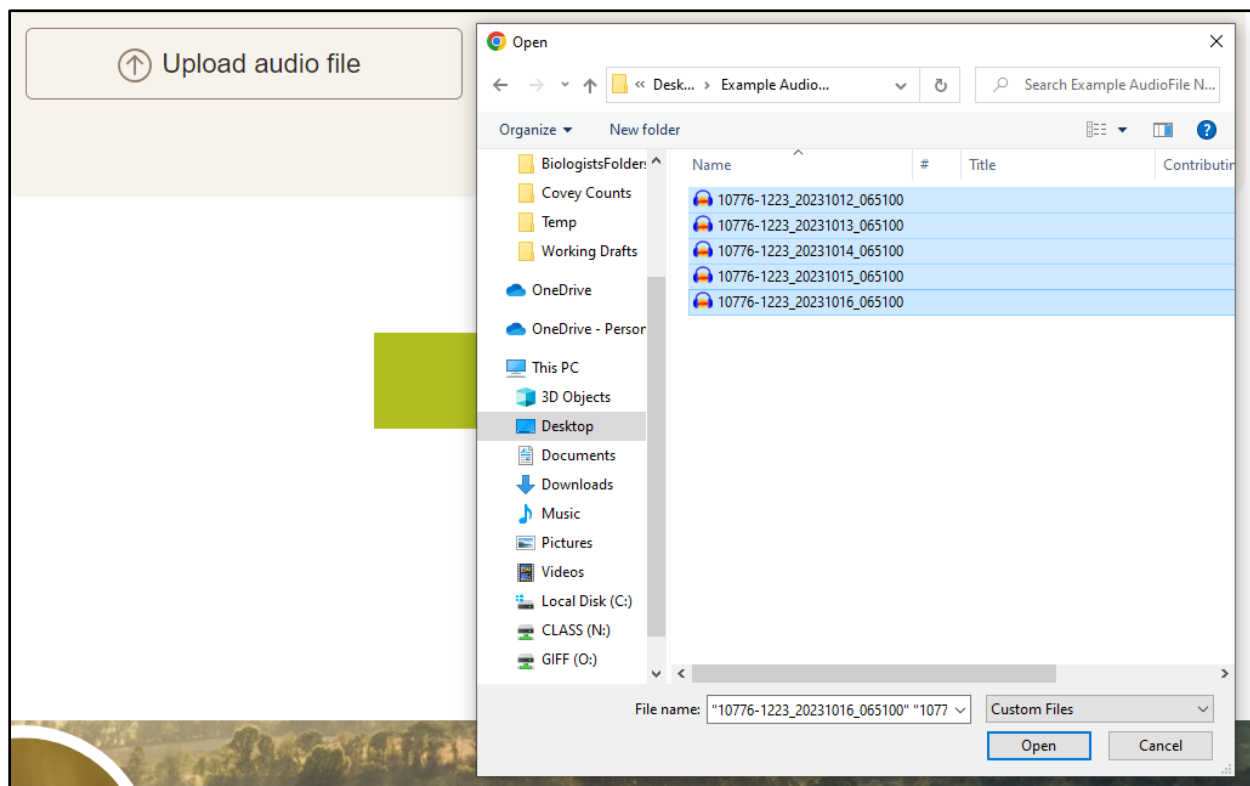 Upload audio file
Open
« Desk... › Example Audio...
Search Example AudioFile N...
Organize
New folder
Name # Title Contributin
BiologistsFolder:
Covey Counts
Temp
Working Drafts
OneDrive
OneDrive - Person
This PC
3D Objects
Desktop
Documents
Downloads
Music
Pictures
Videos
Local Disk (C:)
CLASS (N:)
GIFF (O:)
10776-1223_20231012_065100
10776-1223_20231013_065100
10776-1223_20231014_065100
10776-1223_20231015_065100
10776-1223_20231016_065100
File name: "10776-1223_20231016_065100" "1077
Custom Files
Open Cancel